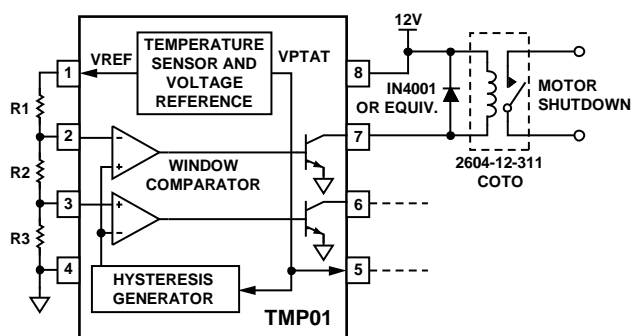 12V
TEMPERATURE
SENSOR AND
VOLTAGE
REFERENCE
VREF
VPTAT
1
8
R1
IN4001
OR EQUIV.
MOTOR
SHUTDOWN
2
7
–
+
WINDOW
COMPARATOR
2604-12-311
COTO
R2
3
6
+
–
R3
4
5
HYSTERESIS
GENERATOR
TMP01